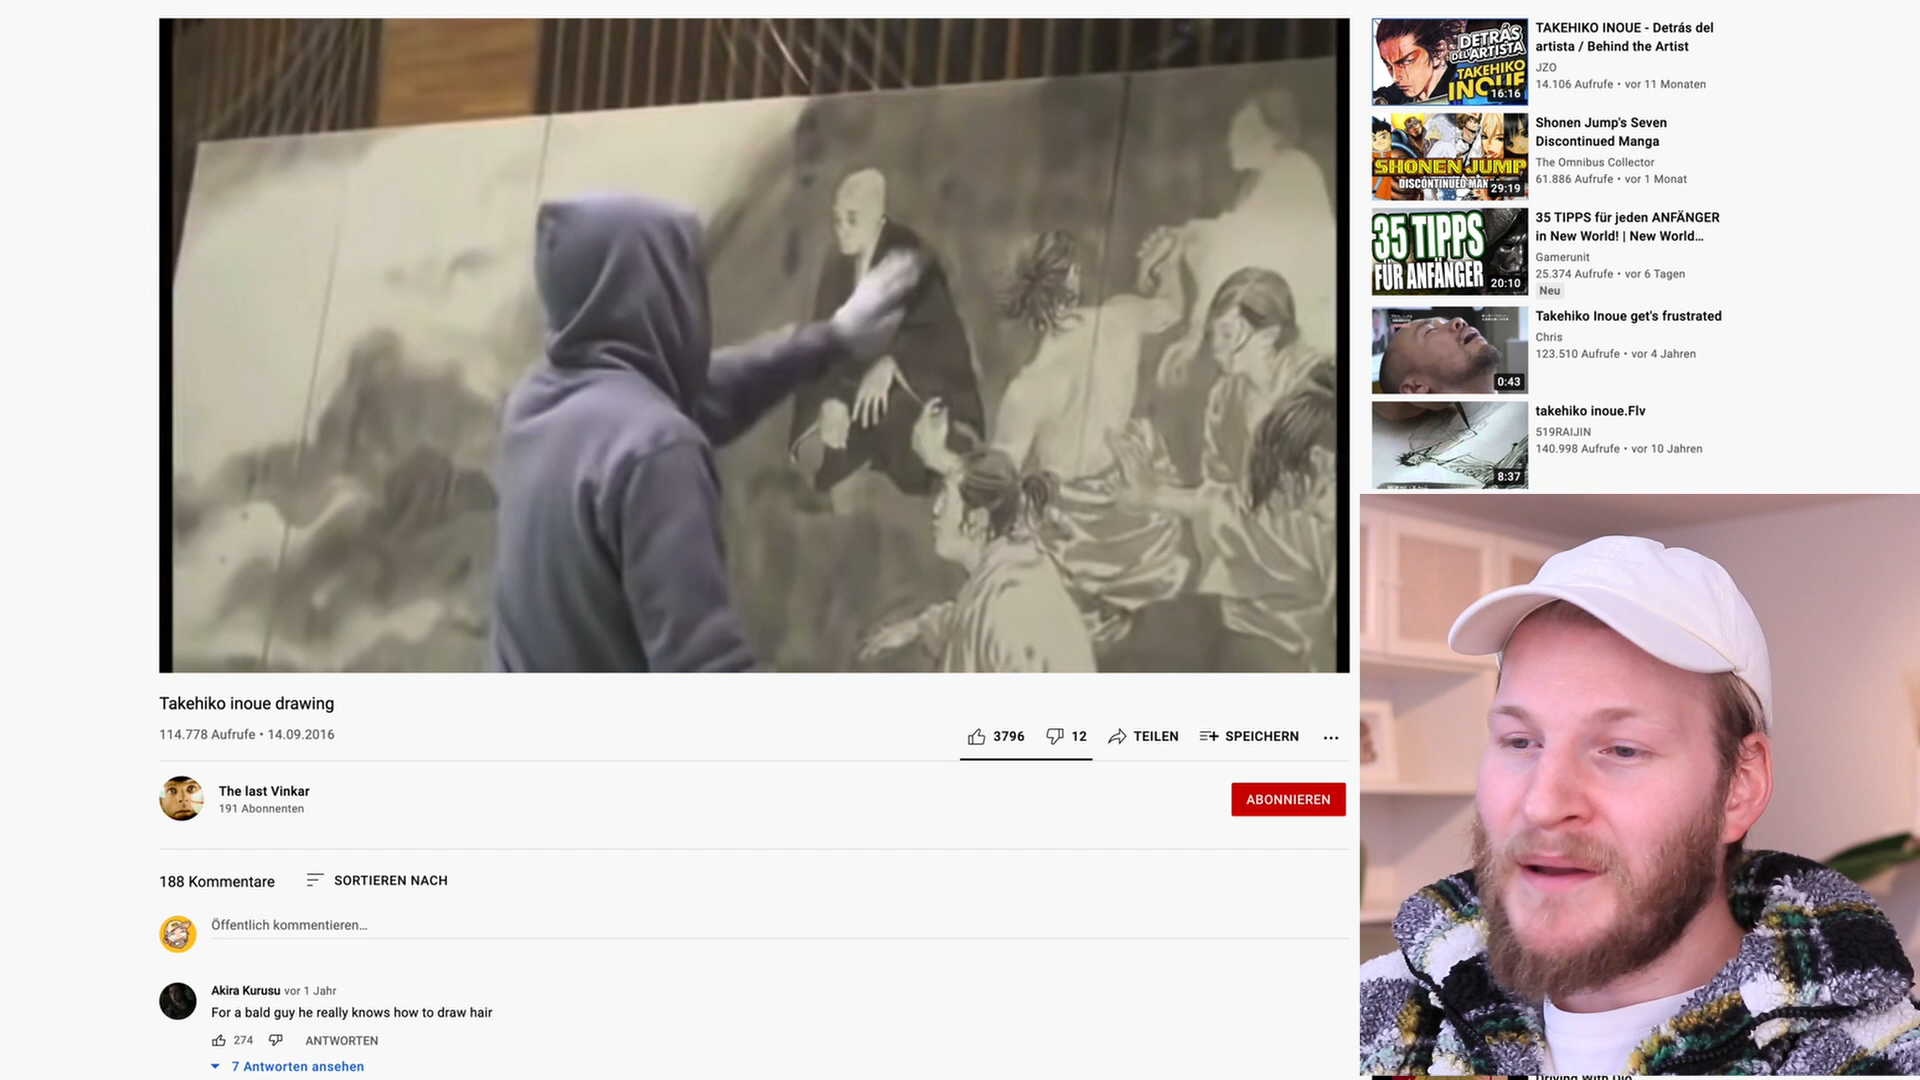 Takehiko inoue drawing
114.778 Aufrufe • 14.09.2016
3796
12
TEILEN
SPEICHERN
The last Vinkar
191 Abonnenten
ABONNIEREN
188 Kommentare
SORTIEREN NACH
Öffentlich kommentieren...
Akira Kurusu vor 1 Jahr
For a bald guy he really knows how to draw hair
274
ANTWORTEN
7 Antworten ansehen
DETRÁS
DEL ARTISTA
TAKEHIKO
INOUE
16:16
TAKEHIKO INOUE - Detrás del
artista / Behind the Artist
JZO
14.106 Aufrufe • vor 11 Monaten
SHONEN JUMP
DISCONTINUED MAN
29:19
Shonen Jump's Seven
Discontinued Manga
The Omnibus Collector
61.886 Aufrufe • vor 1 Monat
35 TIPPS
FÜR ANFÄNGER
20:10
35 TIPPS für jeden ANFÄNGER
in New World! | New World...
Gamerunit
25.374 Aufrufe • vor 6 Tagen
Neu
0:43
Takehiko Inoue get's frustrated
Chris
123.510 Aufrufe • vor 4 Jahren
8:37
takehiko inoue.Flv
519RAIJIN
140.998 Aufrufe • vor 10 Jahren